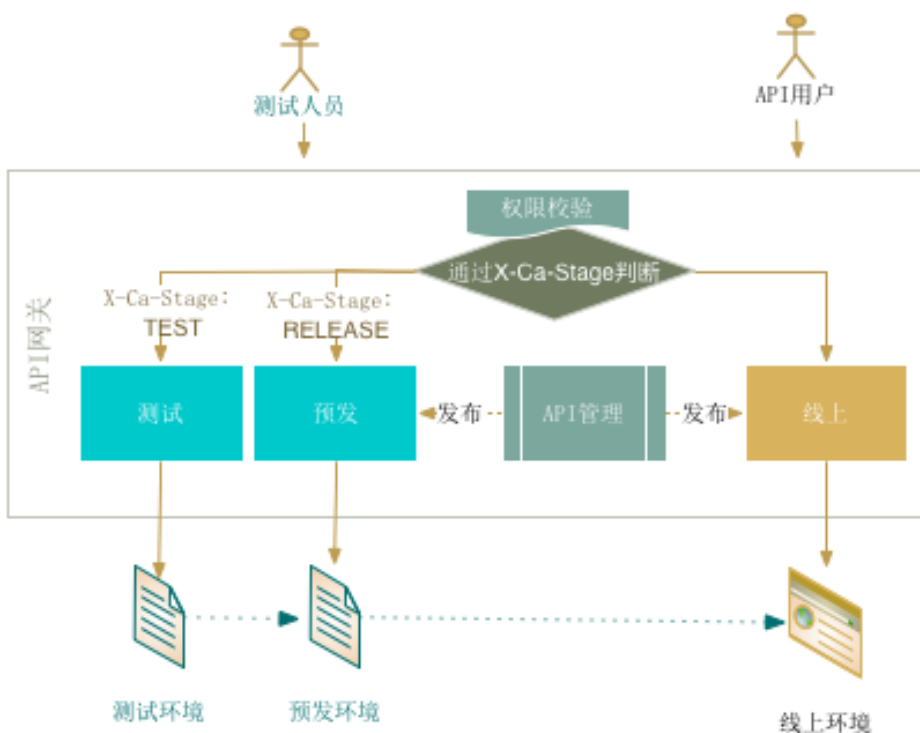 测试人员
API用户
权限校验
通过X-Ca-Stage判断
X-Ca-Stage:
TEST
X-Ca-Stage:
RELEASE
API网关
测试
预发
发布
API管理
发布
线上
测试环境
预发环境
线上环境